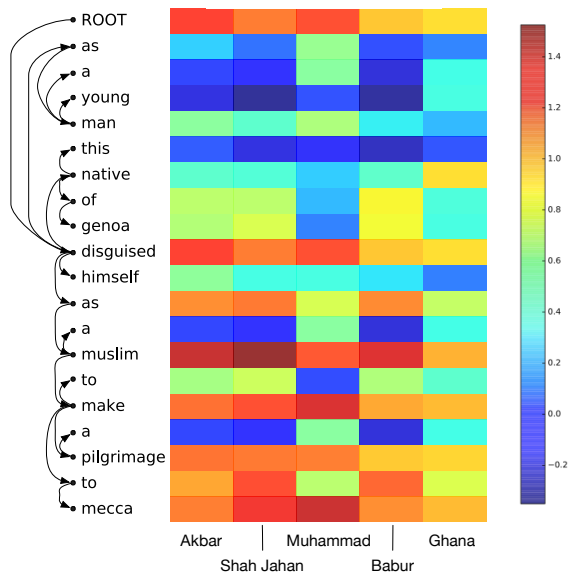 ROOT
as
a
young
man
this
native
of
genoa
disguised
himself
as
a
muslim
to
make
a
pilgrimage
to
mecca
Akbar
Shah Jahan
Muhammad
Babur
Ghana
1.4
1.2
1.0
0.8
0.6
0.4
0.2
0.0
−0.2